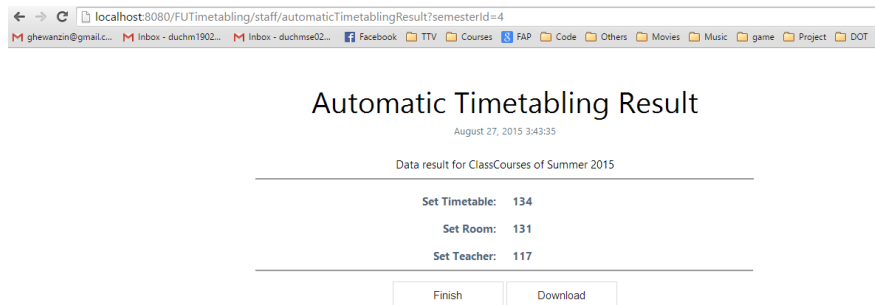 localhost:8080/FUTimetabling/staff/automaticTimetablingResult?semesterId=4
ghewanzin@gmail.c... Inbox - duchm1902... Inbox - duchmse02... Facebook TTV Courses FAP Code Others Movies Music game Project DOT
Automatic Timetabling Result
August 27, 2015 3:43:35
Data result for ClassCourses of Summer 2015
Set Timetable: 134
Set Room: 131
Set Teacher: 117
Finish Download